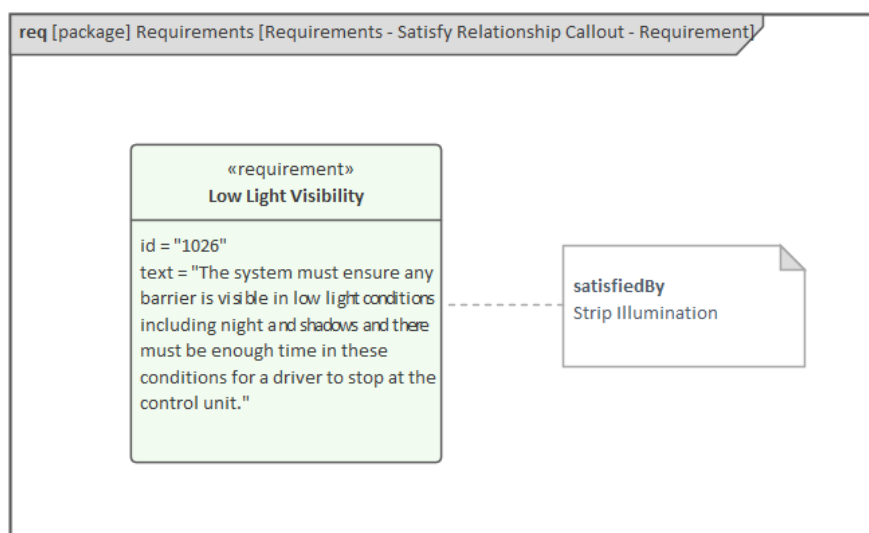 req [package] Requirements [Requirements - Satisfy Relationship Callout - Requirement]
«requirement»
Low Light Visibility
id = "1026"
text = "The system must ensure any
barrier is visible in low light conditions
including night and shadows and there
must be enough time in these
conditions for a driver to stop at the
control unit."
satisfiedBy
Strip Illumination